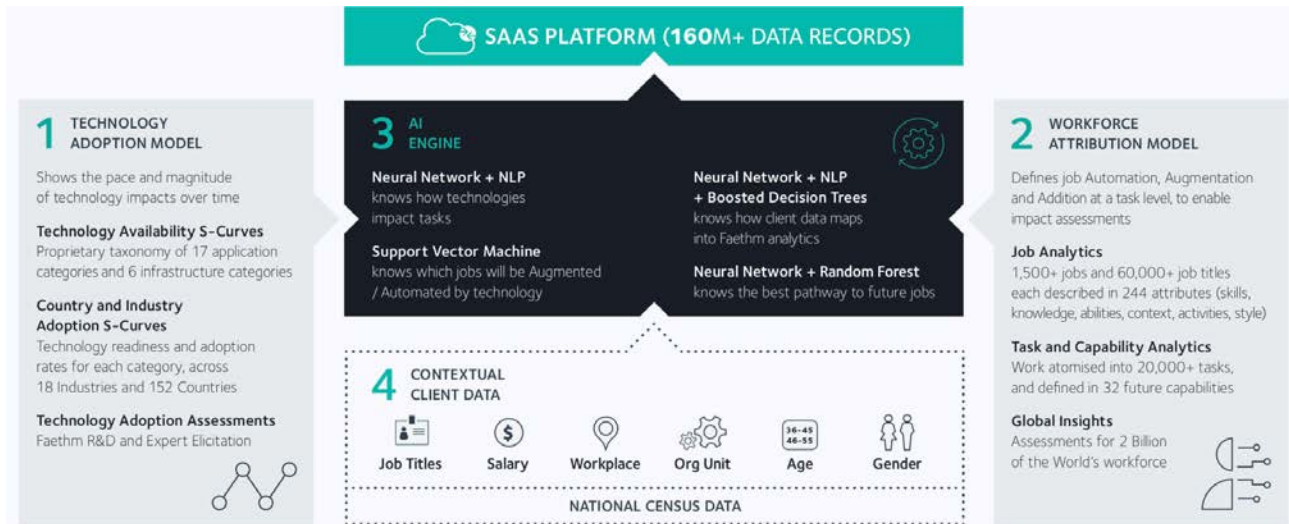 SAAS PLATFORM (160M+ DATA RECORDS)
1 TECHNOLOGY
ADOPTION MODEL
Shows the pace and magnitude
of technology impacts over time
Technology Availability S-Curves
Proprietary taxonomy of 17 application
categories and 6 infrastructure categories
Country and Industry
Adoption S-Curves
Technology readiness and adoption
rates for each category, across
18 Industries and 152 Countries
Technology Adoption Assessments
Faethm R&D and Expert Elicitation
3 AI
ENGINE
Neural Network + NLP
knows how technologies
impact tasks
Support Vector Machine
knows which jobs will be Augmented
/ Automated by technology
Neural Network + NLP
+ Boosted Decision Trees
knows how client data maps
into Faethm analytics
Neural Network + Random Forest
knows the best pathway to future jobs
2 WORKFORCE
ATTRIBUTION MODEL
Defines job Automation, Augmentation
and Addition at a task level, to enable
impact assessments
Job Analytics
1,500+ jobs and 60,000+ job titles
each described in 244 attributes (skills,
knowledge, abilities, context, activities, style)
Task and Capability Analytics
Work atomised into 20,000+ tasks,
and defined in 32 future capabilities
Global Insights
Assessments for 2 Billion
of the World's workforce
4 CONTEXTUAL
CLIENT DATA
$
36-45
46-55
Job Titles Salary Workplace Org Unit Age Gender
NATIONAL CENSUS DATA